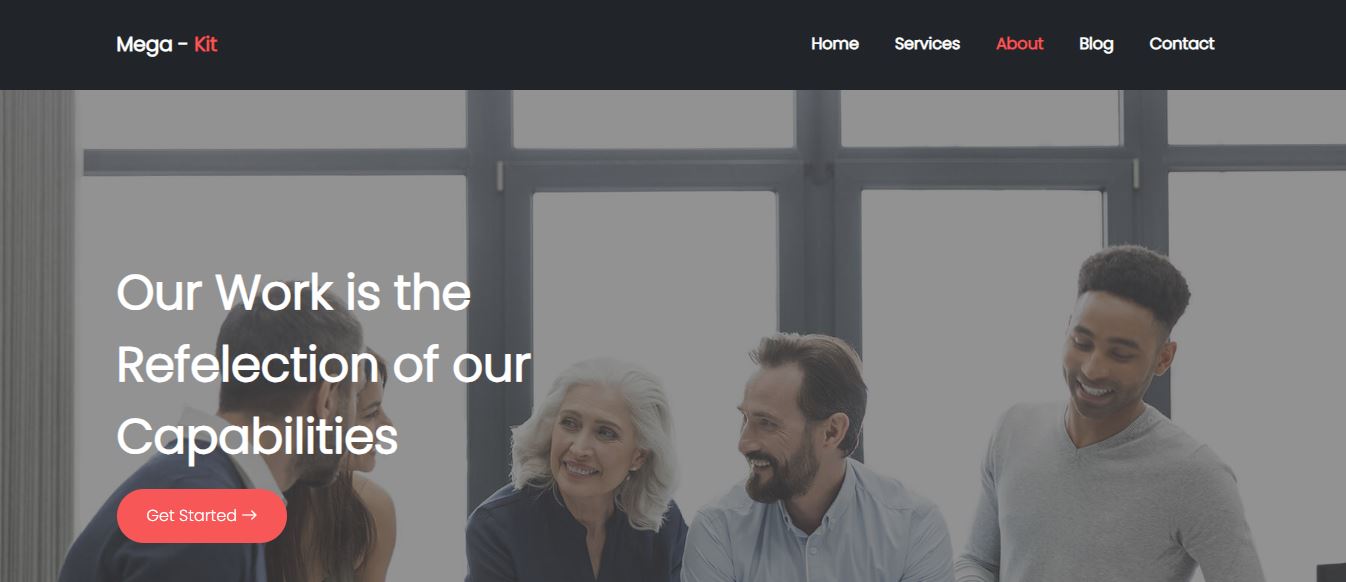 Mega - Kit
Home Services About Blog Contact
Our Work is the
Refelection of our
Capabilities
Get Started →